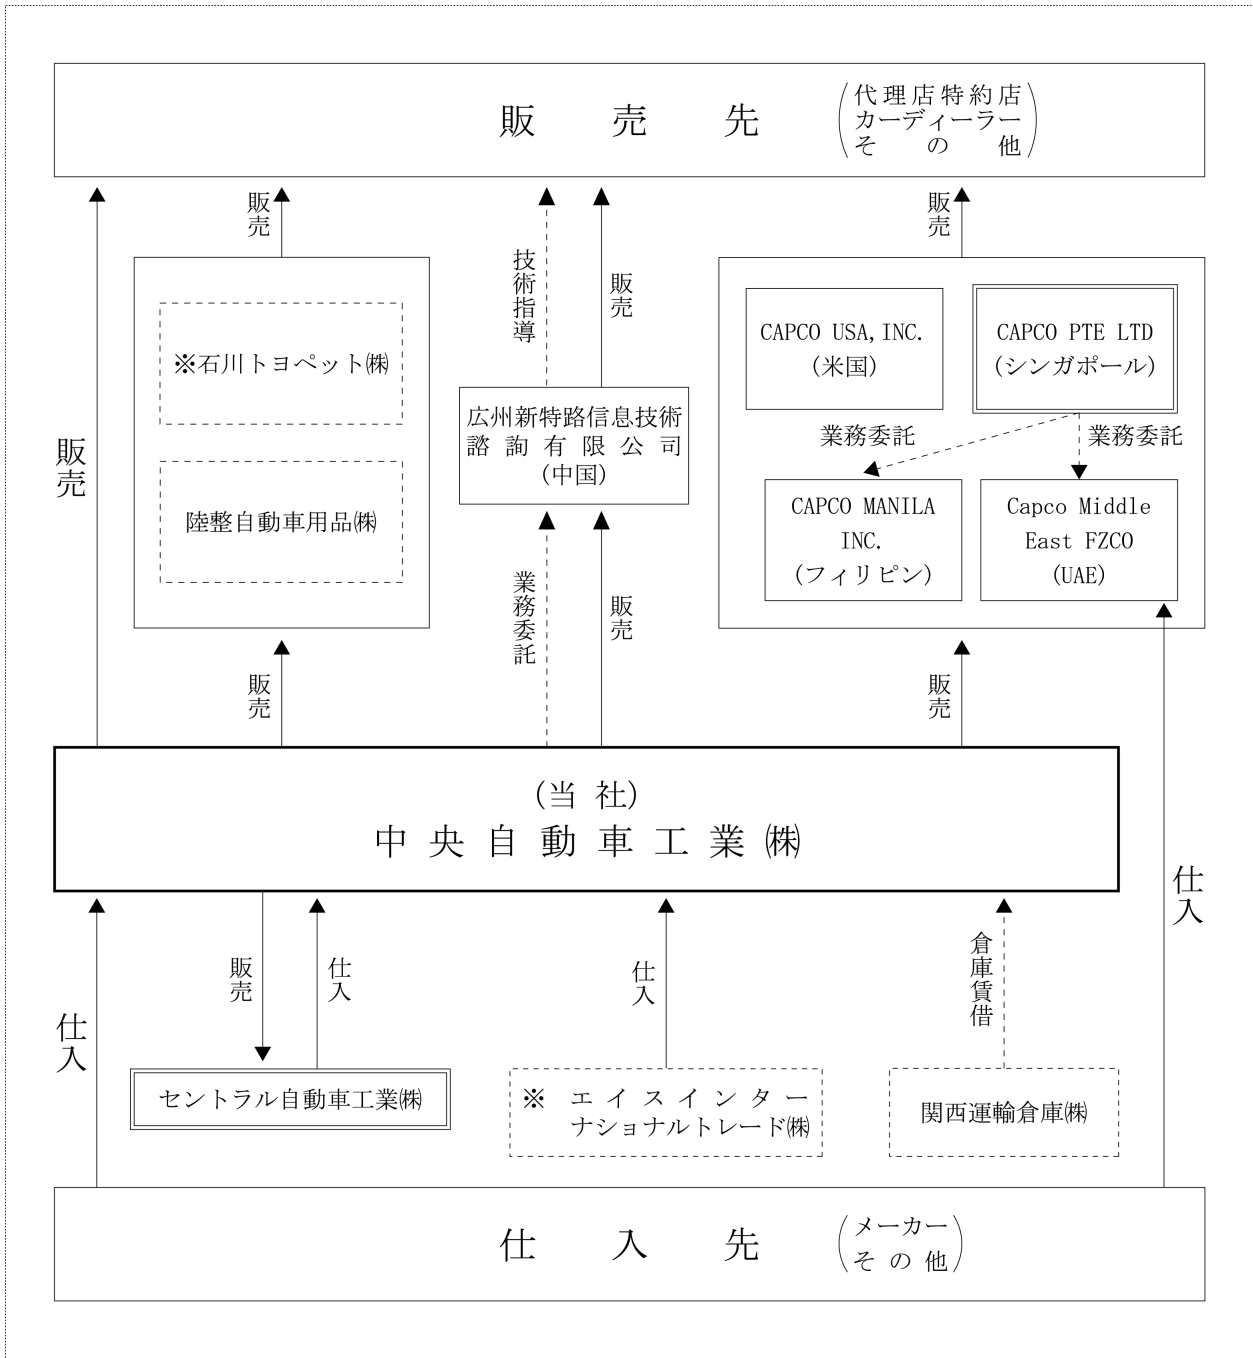 販売先
(代理店特約店
カーディーラー
その他)
販売
販売
技術指導
販売
販売
販売
※石川トヨペット㈱
陸整自動車用品㈱
広州新特路信息技術
諮詢有限公司
(中国)
CAPCO USA,INC.
(米国)
CAPCO PTE LTD
(シンガポール)
業務委託
業務委託
CAPCO MANILA
INC.
(フィリピン)
Capco Middle
East FZCO
(UAE)
販売
業務委託
販売
販売
(当社)
中央自動車工業㈱
仕入
仕入
販売
仕入
仕入
倉庫賃借
セントラル自動車工業㈱
※ エイスインター
ナショナルトレード㈱
関西運輸倉庫㈱
仕入先
(メーカー
その他)